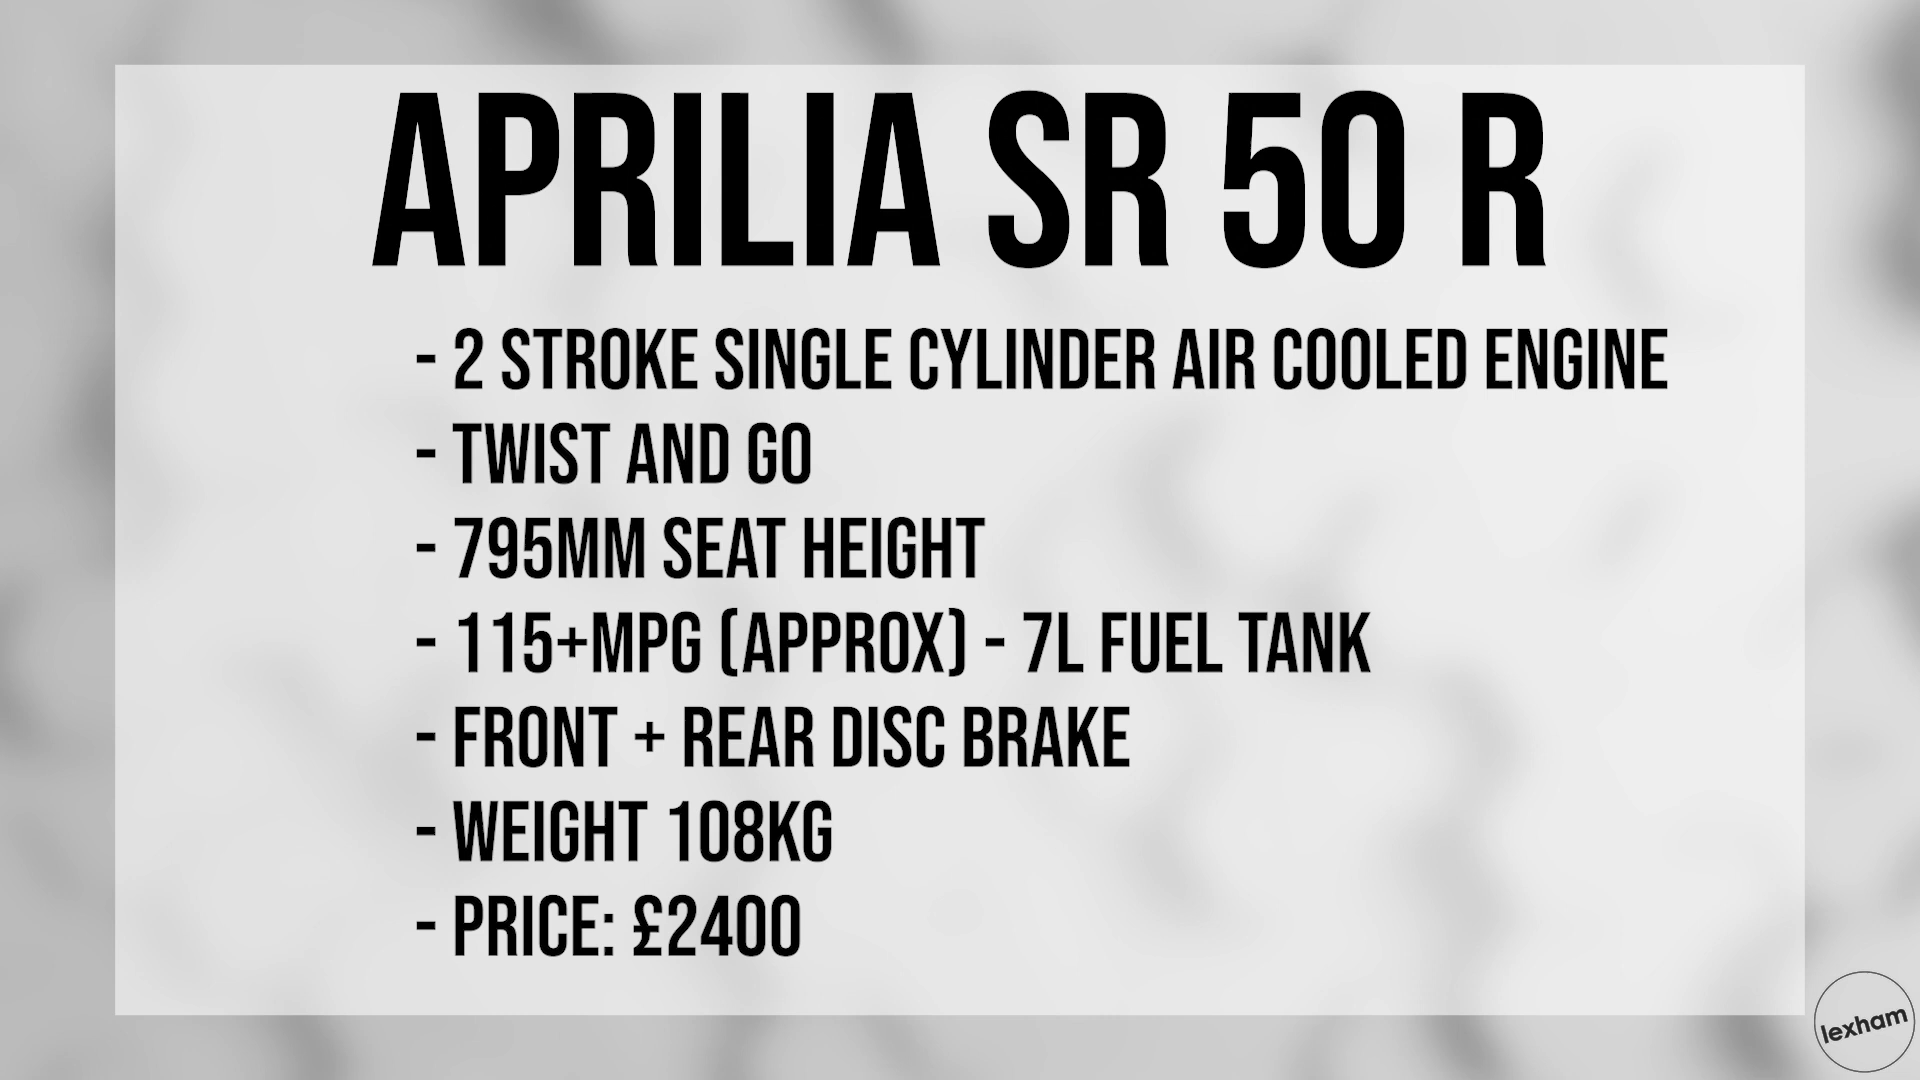 APRILIA SR 50 R
- 2 STROKE SINGLE CYLINDER AIR COOLED ENGINE
- TWIST AND GO
- 795MM SEAT HEIGHT
- 115+MPG (APPROX) - 7L FUEL TANK
- FRONT + REAR DISC BRAKE
- WEIGHT 108KG
- PRICE: £2400
lexham